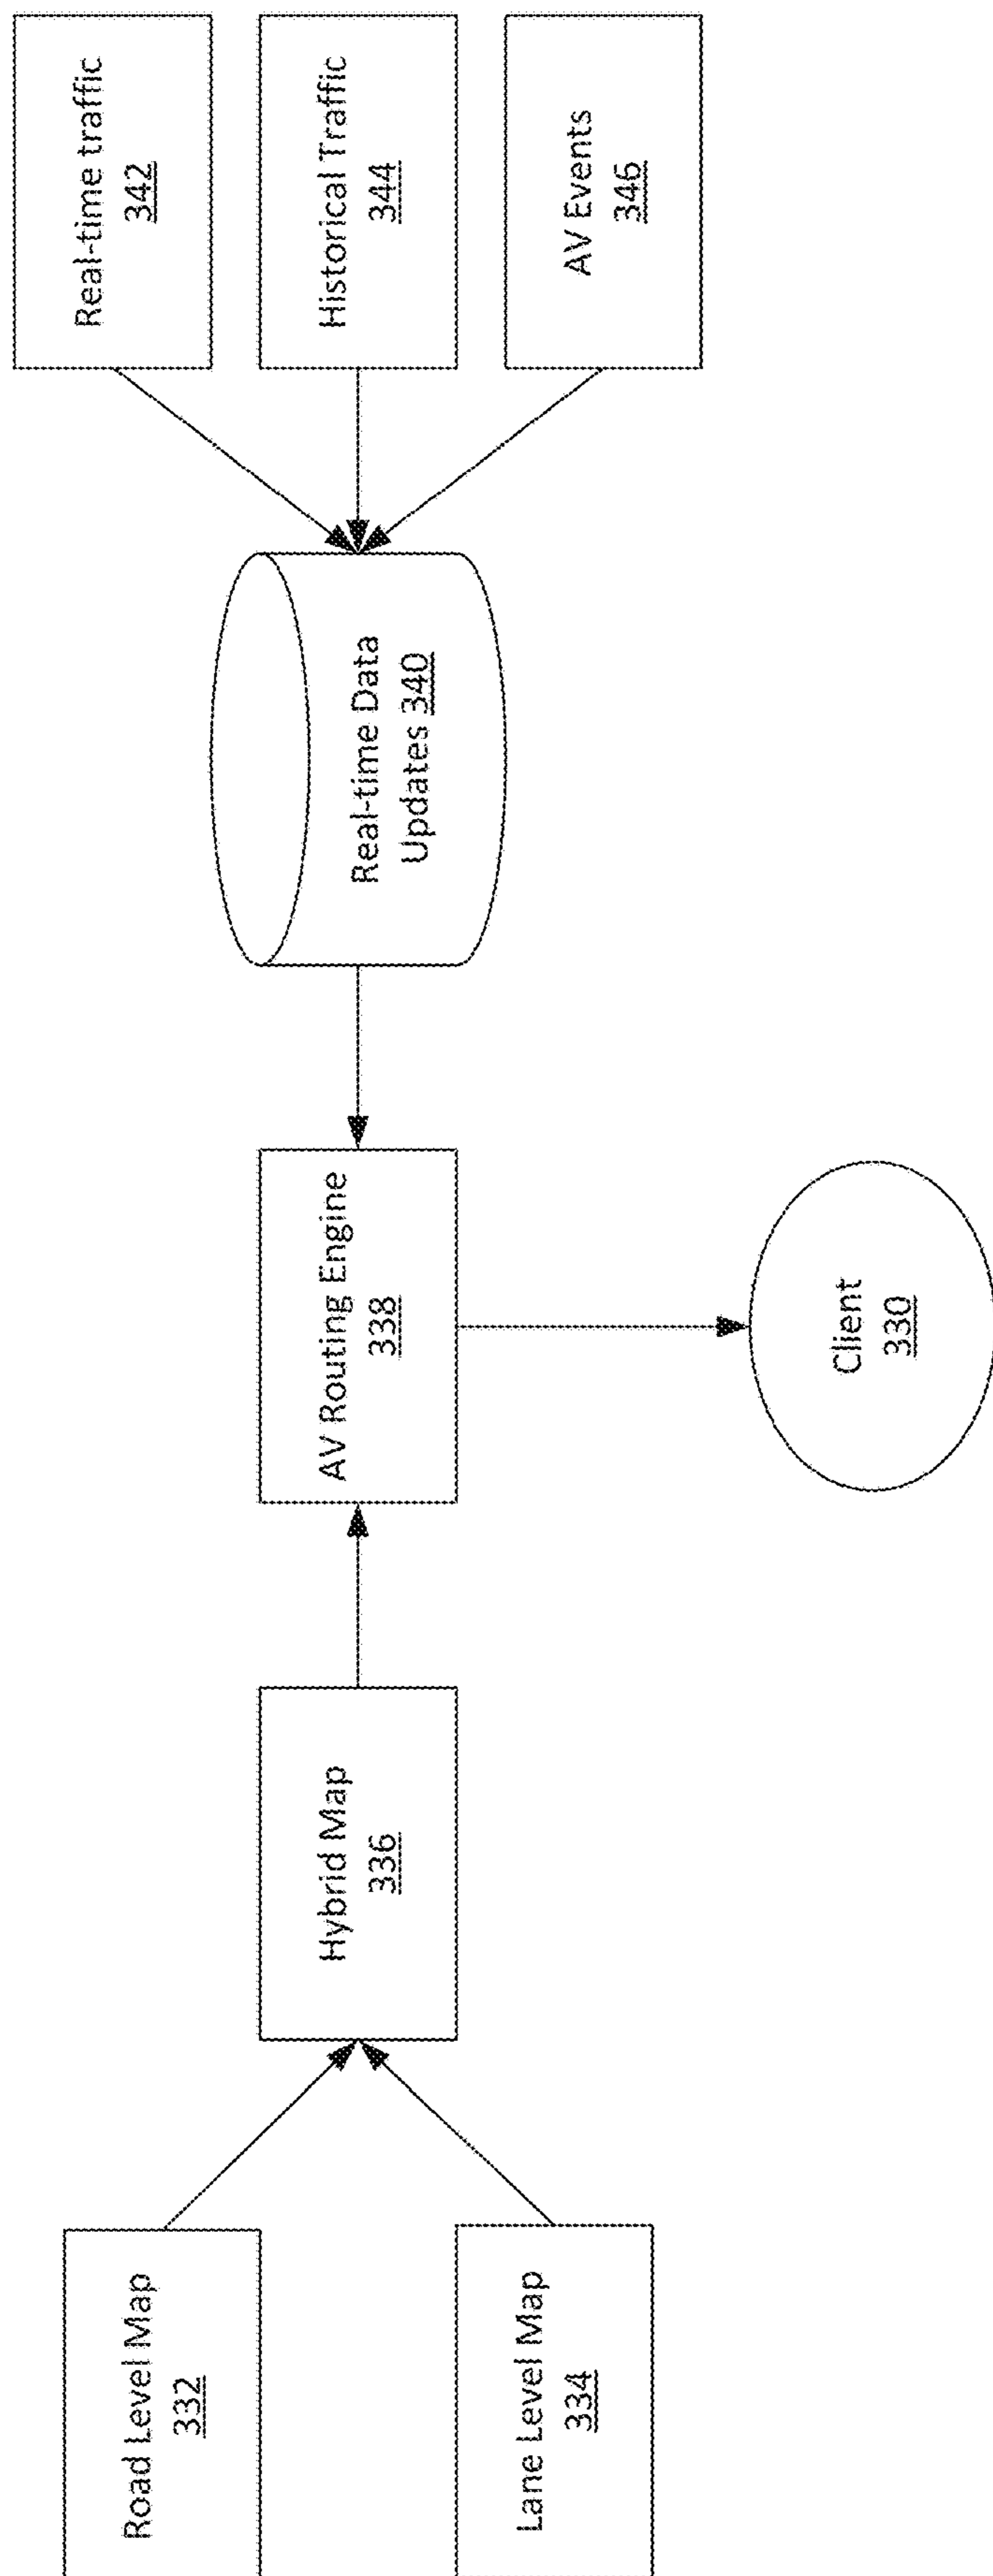 Road Level Map
332
Lane Level Map
334
Hybrid Map
336
AV Routing Engine
338
Client
330
Real-time Data
Updates 340
Real-time traffic
342
Historical Traffic
344
AV Events
346